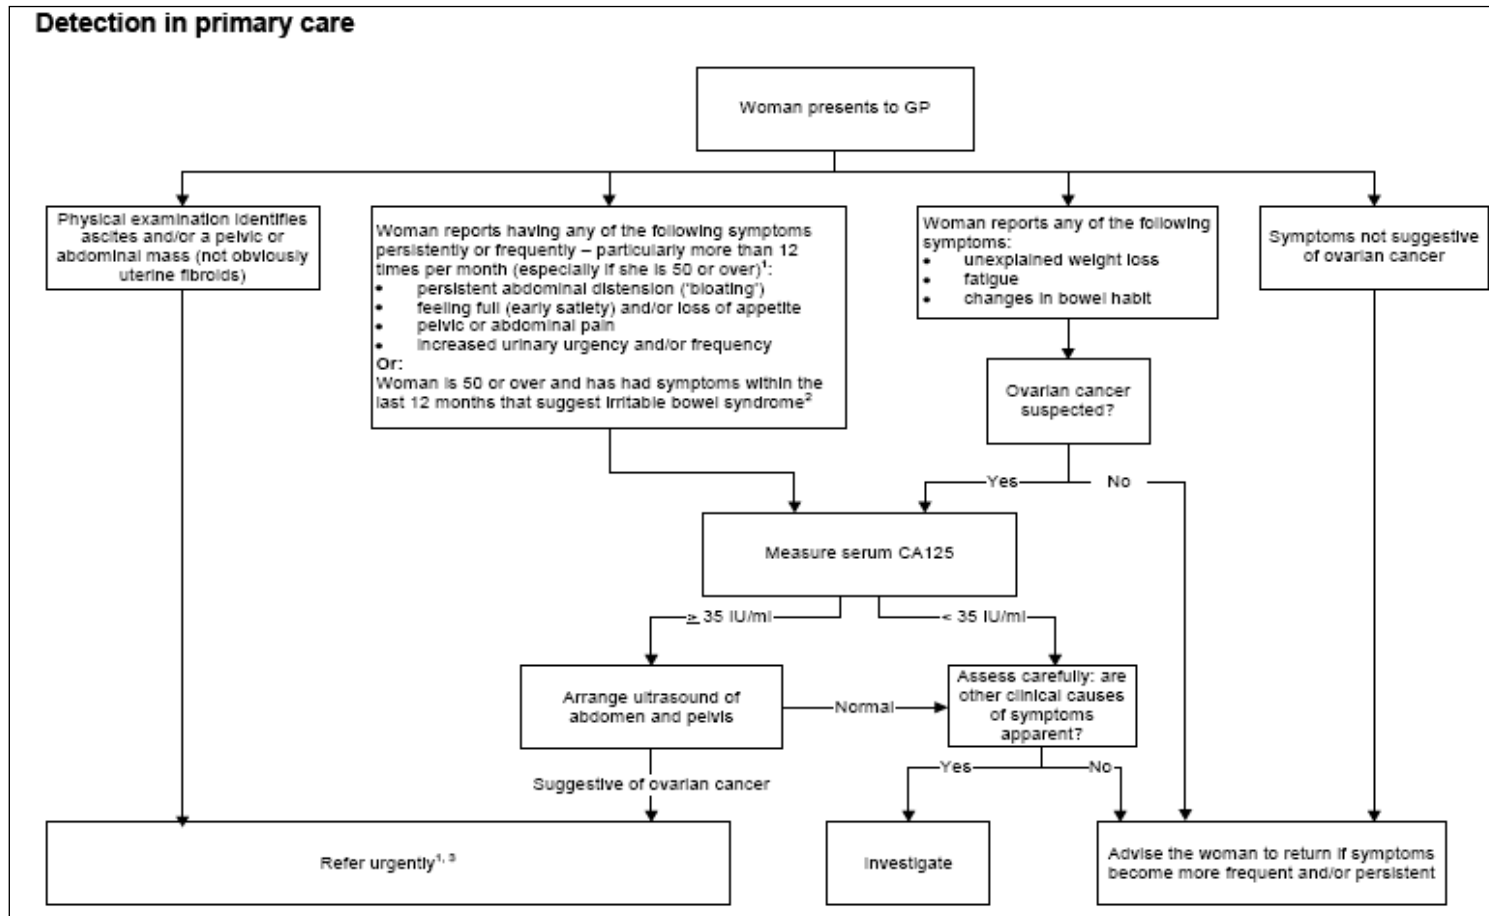 Detection in primary care
Woman presents to GP
Physical examination identifies
ascites and/or a pelvic or
abdominal mass (not obviously
uterine fibroids)
Woman reports having any of the following symptoms
persistently or frequently – particularly more than 12
times per month (especially if she is 50 or over)¹:
• persistent abdominal distension ('bloating')
• feeling full (early satiety) and/or loss of appetite
• pelvic or abdominal pain
• increased urinary urgency and/or frequency
Or:
Woman is 50 or over and has had symptoms within the
last 12 months that suggest irritable bowel syndrome²
Woman reports any of the following
symptoms:
• unexplained weight loss
• fatigue
• changes in bowel habit
Symptoms not suggestive
of ovarian cancer
Ovarian cancer
suspected?
Yes
No
Measure serum CA125
≥ 35 IU/ml
< 35 IU/ml
Arrange ultrasound of
abdomen and pelvis
Normal
Assess carefully: are
other clinical causes
of symptoms
apparent?
Suggestive of ovarian cancer
Yes
No
Refer urgently¹, ³
Investigate
Advise the woman to return if symptoms
become more frequent and/or persistent